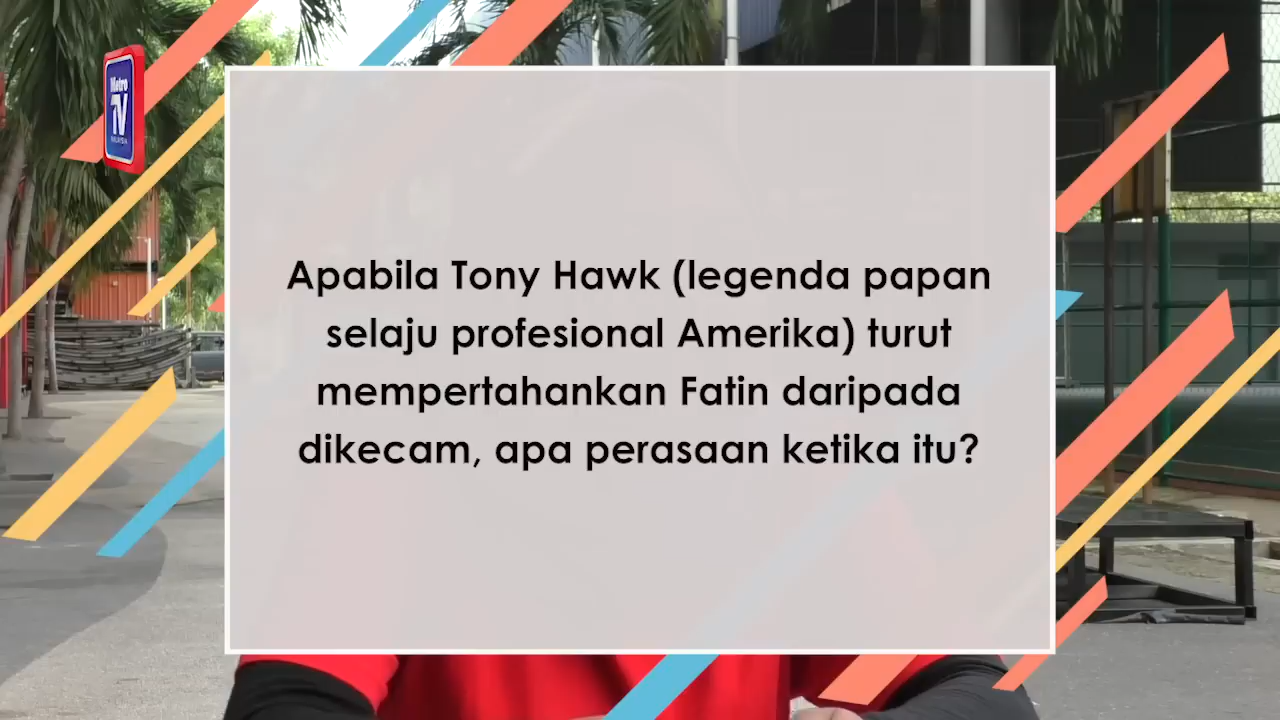 Metro
TV
MALAYSIA
Apabila Tony Hawk (legenda papan
selaju profesional Amerika) turut
mempertahankan Fatin daripada
dikecam, apa perasaan ketika itu?